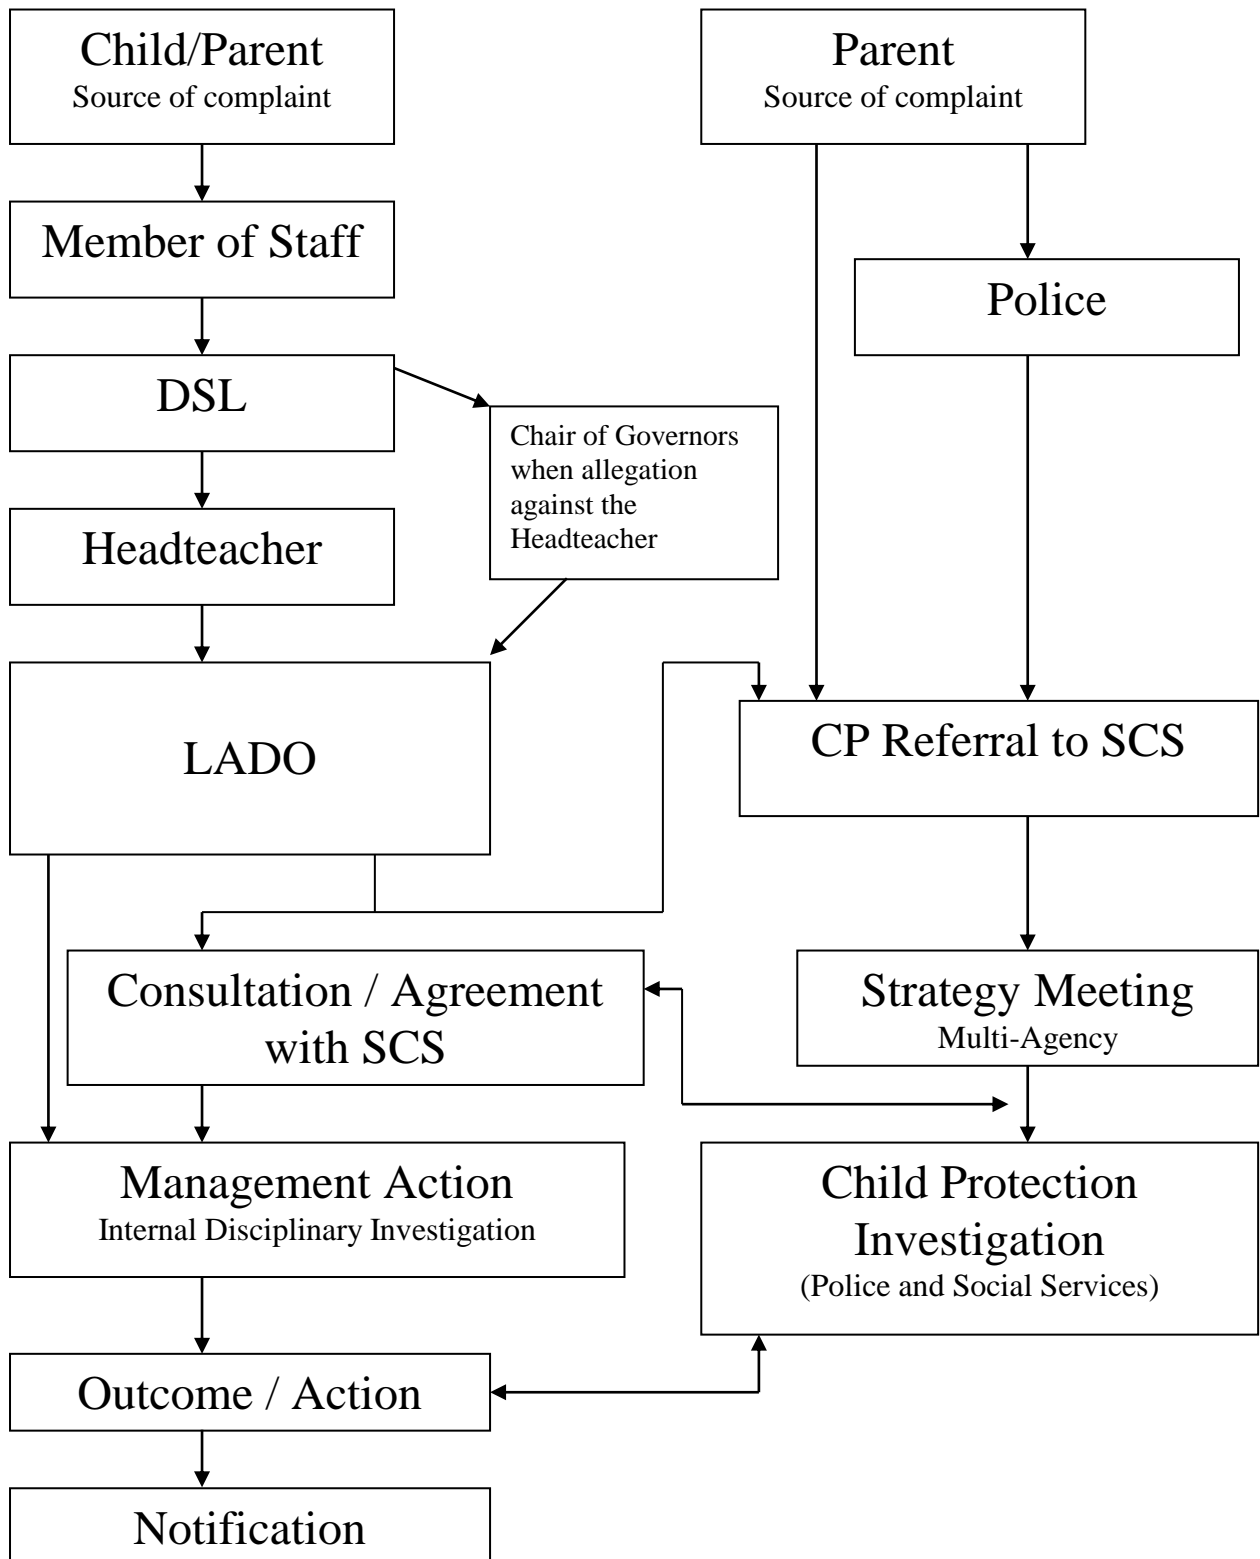 Child/Parent
Source of complaint
Parent
Source of complaint
Member of Staff
Police
DSL
Chair of Governors
when allegation
against the
Headteacher
Headteacher
LADO
CP Referral to SCS
Consultation / Agreement
with SCS
Strategy Meeting
Multi-Agency
Management Action
Internal Disciplinary Investigation
Child Protection
Investigation
(Police and Social Services)
Outcome / Action
Notification